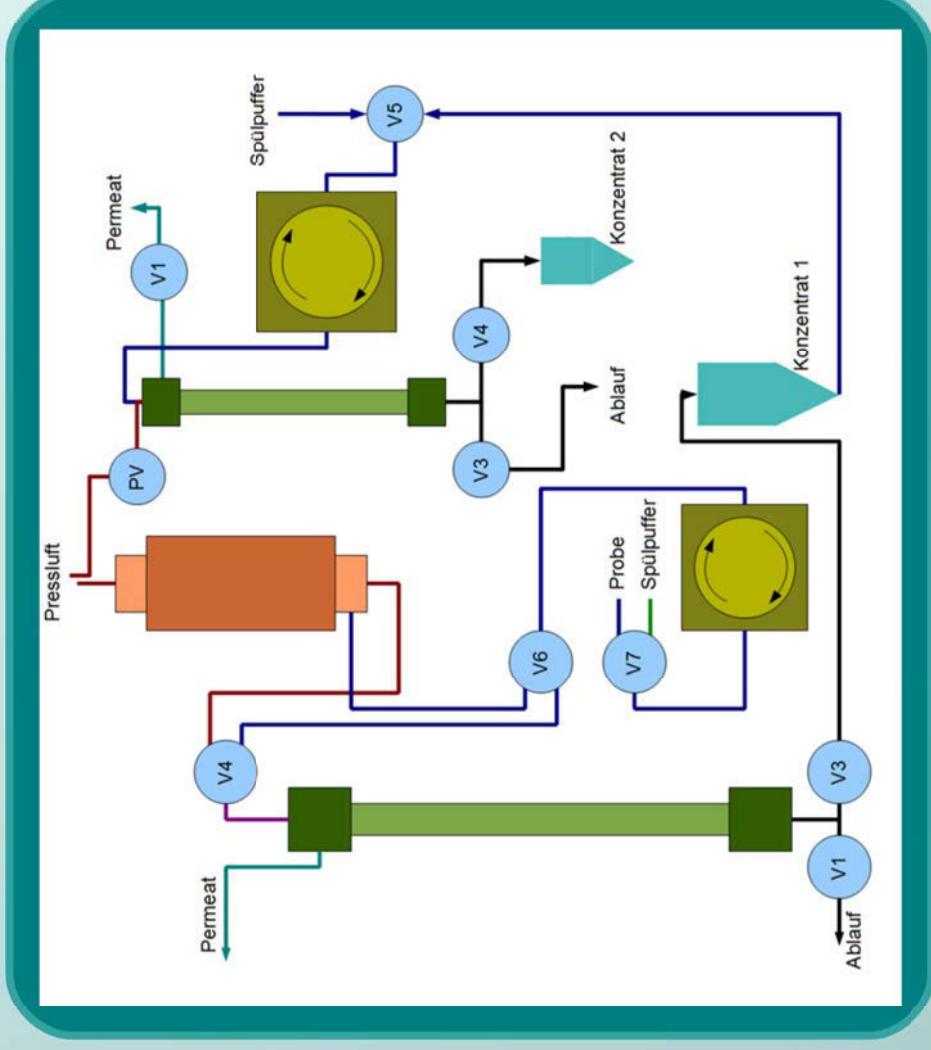 Pressluft
Permeat
PV
V1
Permeat
V4
Spülpuffer
V5
V3
V4
V6
Probe
Ablauf
Konzentrat 2
V7
Spülpuffer
Konzentrat 1
V1
V3
Ablauf